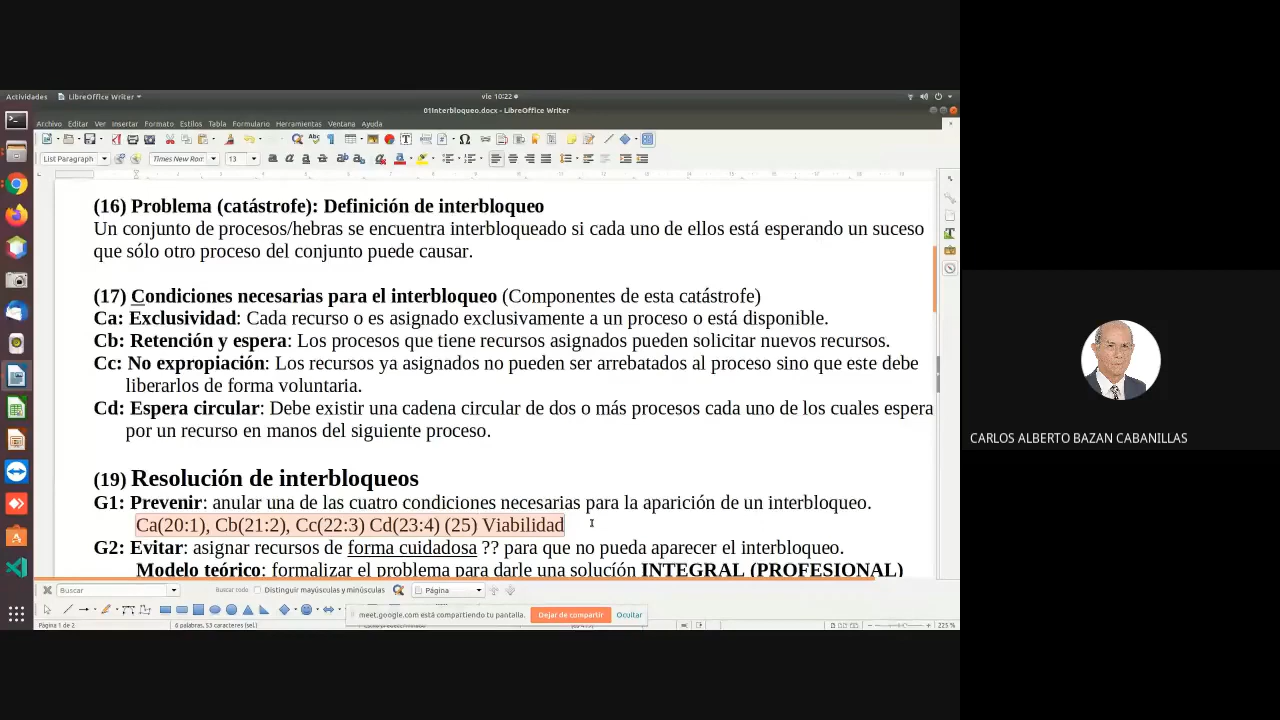 Actividades LibreOffice Writer vie 10:22
01Interbloqueo.docx - LibreOffice Writer
Archivo Editar Ver Insertar Formato Estilos Tabla Formulario Herramientas Ventana Ayuda
List Paragraph Times New Rom 13
(16) Problema (catástrofe): Definición de interbloqueo
Un conjunto de procesos/hebras se encuentra interbloqueado si cada uno de ellos está esperando un suceso
que sólo otro proceso del conjunto puede causar.
(17) Condiciones necesarias para el interbloqueo (Componentes de esta catástrofe)
Ca: Exclusividad: Cada recurso o es asignado exclusivamente a un proceso o está disponible.
Cb: Retención y espera: Los procesos que tiene recursos asignados pueden solicitar nuevos recursos.
Cc: No expropiación: Los recursos ya asignados no pueden ser arrebatados al proceso sino que este debe
liberarlos de forma voluntaria.
Cd: Espera circular: Debe existir una cadena circular de dos o más procesos cada uno de los cuales espera
por un recurso en manos del siguiente proceso.
CARLOS ALBERTO BAZAN CABANILLAS
(19) Resolución de interbloqueos
G1: Prevenir: anular una de las cuatro condiciones necesarias para la aparición de un interbloqueo.
Ca(20:1), Cb(21:2), Cc(22:3) Cd(23:4) (25) Viabilidad
G2: Evitar: asignar recursos de forma cuidadosa ?? para que no pueda aparecer el interbloqueo.
Modelo teórico: formalizar el problema para darle una solución INTEGRAL (PROFESIONAL)
Buscar Buscar todo Distinguir mayúsculas y minúsculas Página
meet.google.com está compartiendo tu pantalla. Dejar de compartir Ocultar
Página 1 de 2 6 palabras, 53 caracteres (sel.) 225 %